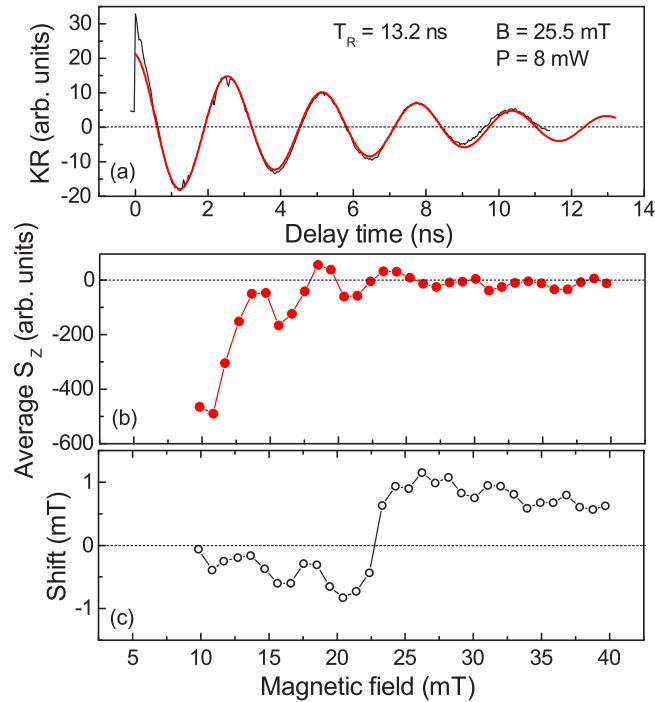 30
20
10
0
-10
-20
KR (arb. units)
T_R = 13.2 ns
B = 25.5 mT
P = 8 mW
(a)
0 2 4 6 8 10 12 14
Delay time (ns)
0
-200
-400
-600
Average S_Z (arb. units)
(b)
1
0
-1
Shift (mT)
(c)
5 10 15 20 25 30 35 40
Magnetic field (mT)